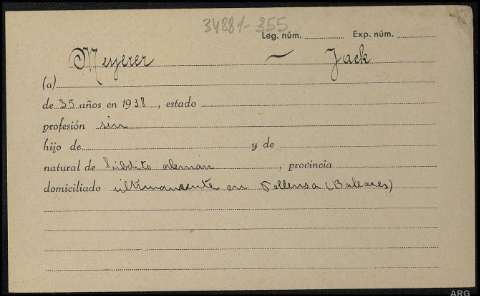 34881-255
Leg. núm. Exp. núm.
Meyerer ~ Jack
(a)
de 35 años en 1938, estado
profesión sin
hijo de y de
natural de súbdito aleman, provincia
domiciliado ultimamente en Pollensa (Baleares)
ARG